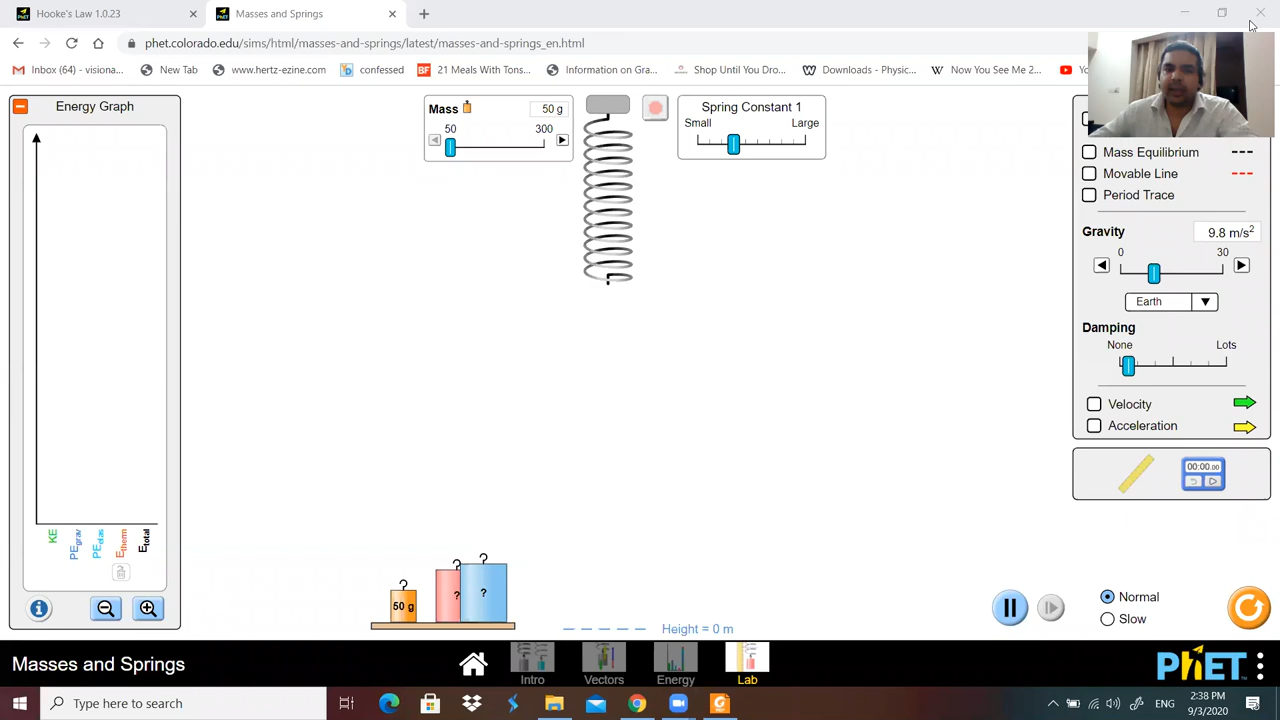 Hooke's Law 1.0.23
Masses and Springs
phet.colorado.edu/sims/html/masses-and-springs/latest/masses-and-springs_en.html
Inbox (64) - visiona...
New Tab
www.hertz-ezine.com
confessed
21 Meals With Tons...
Information on Gra...
Shop Until You Dro...
Downloads - Physic...
Now You See Me 2...
Yo
Energy Graph
KE
PEgrav
PEelas
Etherm
Etotal
Mass
50 g
50
300
Spring Constant 1
Small
Large
Mass Equilibrium
Movable Line
Period Trace
Gravity
9.8 m/s²
0
30
Earth
Damping
None
Lots
Velocity
Acceleration
00:00.00
50 g
?
?
Height = 0 m
Normal
Slow
Masses and Springs
Intro
Vectors
Energy
Lab
PhET
Type here to search
ENG
2:38 PM
9/3/2020